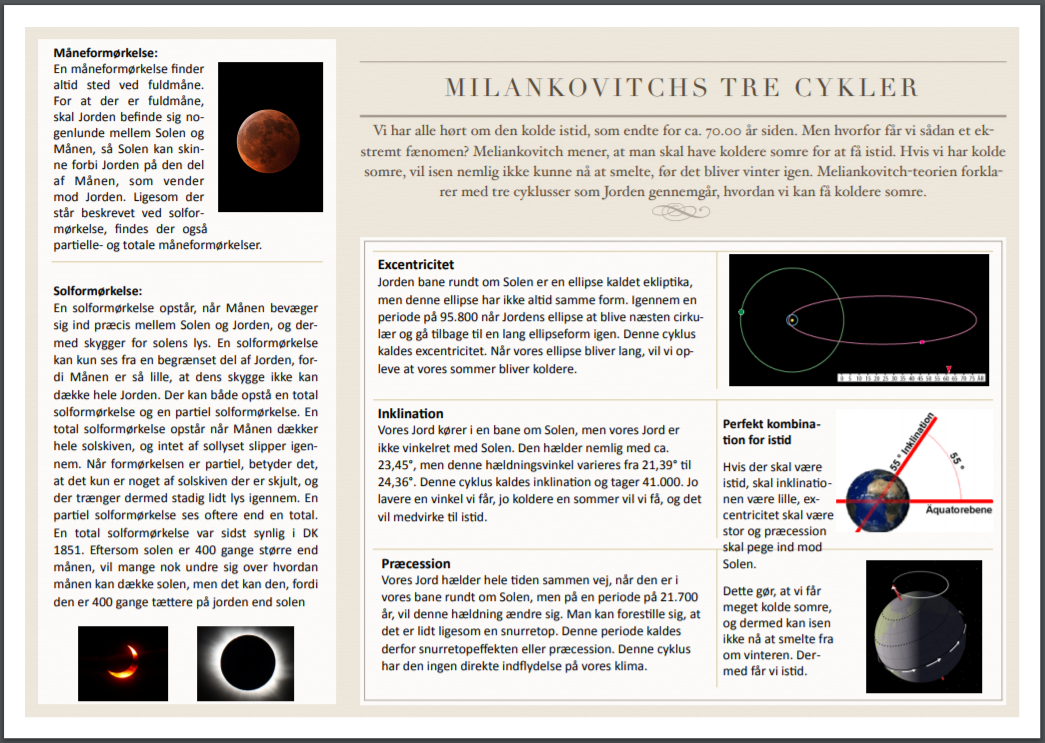 Måneformørkelse:
En måneformørkelse finder
altid sted ved fuldmåne.
For at der er fuldmåne,
skal Jorden befinde sig no-
genlunde mellem Solen og
Månen, så Solen kan skin-
ne forbi Jorden på den del
af Månen, som vender
mod Jorden. Ligesom der
står beskrevet ved solfor-
mørkelse, findes der også
partielle- og totale måneformørkelser.
Solformørkelse:
En solformørkelse opstår, når Månen bevæger
sig ind præcis mellem Solen og Jorden, og der-
med skygger for solens lys. En solformørkelse
kan kun ses fra en begrænset del af Jorden, for-
di Månen er så lille, at dens skygge ikke kan
dække hele Jorden. Der kan både opstå en total
solformørkelse og en partiel solformørkelse. En
total solformørkelse opstår når Månen dækker
hele solskiven, og intet af sollyset slipper igen-
nem. Når formørkelsen er partiel, betyder det,
at det kun er noget af solskiven der er skjult, og
der trænger dermed stadig lidt lys igennem. En
partiel solformørkelse ses oftere end en total.
En total solformørkelse var sidst synlig i DK
1851. Eftersom solen er 400 gange større end
månen, vil mange nok undre sig over hvordan
månen kan dække solen, men det kan den, fordi
den er 400 gange tættere på jorden end solen
MILANKOVITCHS TRE CYKLER
Vi har alle hørt om den kolde istid, som endte for ca. 70.00 år siden. Men hvorfor får vi sådan et ek-
stremt fænomen? Meliankovitch mener, at man skal have koldere somre for at få istid. Hvis vi har kolde
somre, vil isen nemlig ikke kunne nå at smelte, før det bliver vinter igen. Meliankovitch-teorien forkla-
rer med tre cyklusser som Jorden gennemgår, hvordan vi kan få koldere somre.
Excentricitet
Jorden bane rundt om Solen er en ellipse kaldet ekliptika,
men denne ellipse har ikke altid samme form. Igennem en
periode på 95.800 når Jordens ellipse at blive næsten cirku-
lær og gå tilbage til en lang ellipseform igen. Denne cyklus
kaldes excentricitet. Når vores ellipse bliver lang, vil vi op-
leve at vores sommer bliver koldere.
0 5 10 15 20 25 30 35 40 45 50 55 60 65 70 75 ÅR
Inklination
Vores Jord kører i en bane om Solen, men vores Jord er
ikke vinkelret med Solen. Den hælder nemlig med ca.
23,45°, men denne hældningsvinkel varieres fra 21,39° til
24,36°. Denne cyklus kaldes inklination og tager 41.000. Jo
lavere en vinkel vi får, jo koldere en sommer vil vi få, og det
vil medvirke til istid.
Præcession
Vores Jord hælder hele tiden sammen vej, når den er i
vores bane rundt om Solen, men på en periode på 21.700
år, vil denne hældning ændre sig. Man kan forestille sig, at
det er lidt ligesom en snurretop. Denne periode kaldes
derfor snurretopeffekten eller præcession. Denne cyklus
har den ingen direkte indflydelse på vores klima.
Perfekt kombina-
tion for istid
Hvis der skal være
istid, skal inklinatio-
nen være lille, ex-
centricitet skal være
stor og præcession
skal pege ind mod
Solen.
Dette gør, at vi får
meget kolde somre,
og dermed kan isen
ikke nå at smelte fra
om vinteren. Der-
med får vi istid.
55° Inklination
55 °
Äquatorebene